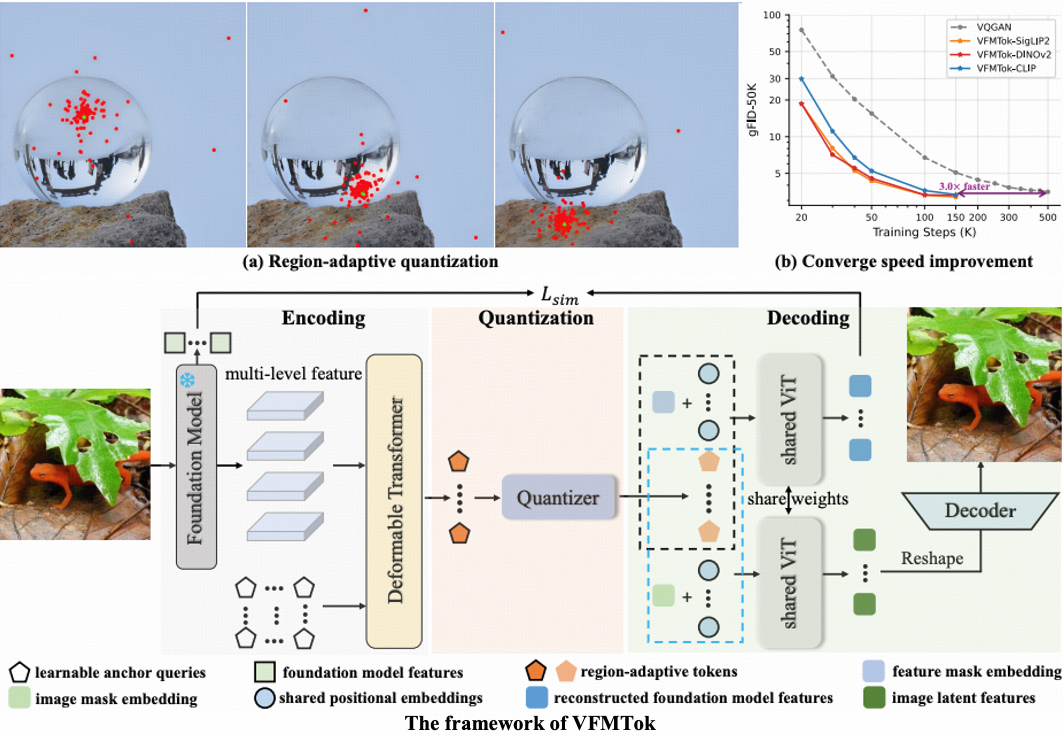 (a) Region-adaptive quantization
100
50
30
20
10
5
gFID-50K
VQGAN
VFMTok-SigLIP2
VFMTok-DINOv2
VFMTok-CLIP
3.0× faster
20 50 100 150 200 300 500
Training Steps (K)
(b) Converge speed improvement
L_sim
Encoding
Quantization
Decoding
Foundation Model
multi-level feature
Deformable Transformer
Quantizer
+
shared ViT
share weights
+
shared ViT
Reshape
Decoder
learnable anchor queries
foundation model features
region-adaptive tokens
feature mask embedding
image mask embedding
shared positional embeddings
reconstructed foundation model features
image latent features
The framework of VFMTok